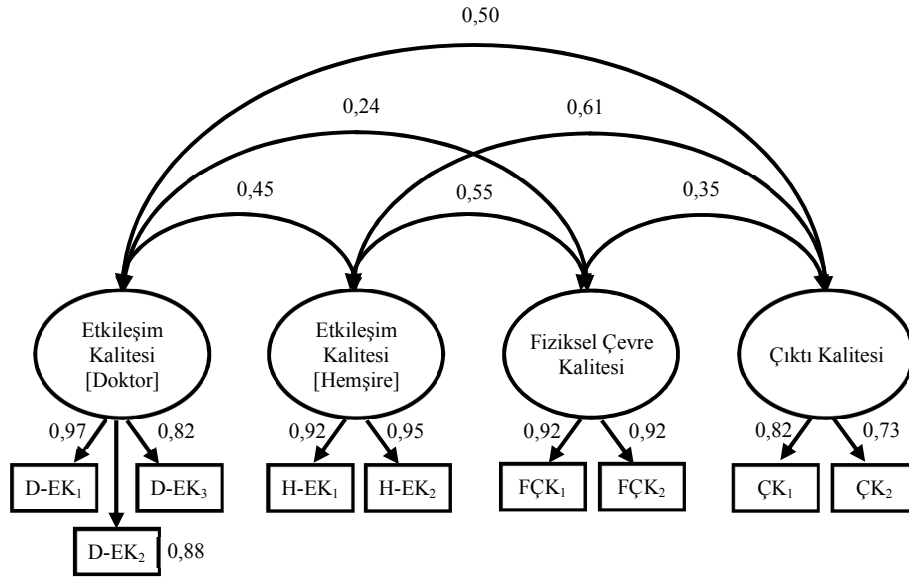 0,50
0,24
0,61
0,45
0,55
0,35
Etkileşim
Kalitesi
[Doktor]
Etkileşim
Kalitesi
[Hemşire]
Fiziksel Çevre
Kalitesi
Çıktı Kalitesi
0,97
0,82
0,92
0,95
0,92
0,92
0,82
0,73
D-EK₁
D-EK₃
H-EK₁
H-EK₂
FÇK₁
FÇK₂
ÇK₁
ÇK₂
D-EK₂
0,88